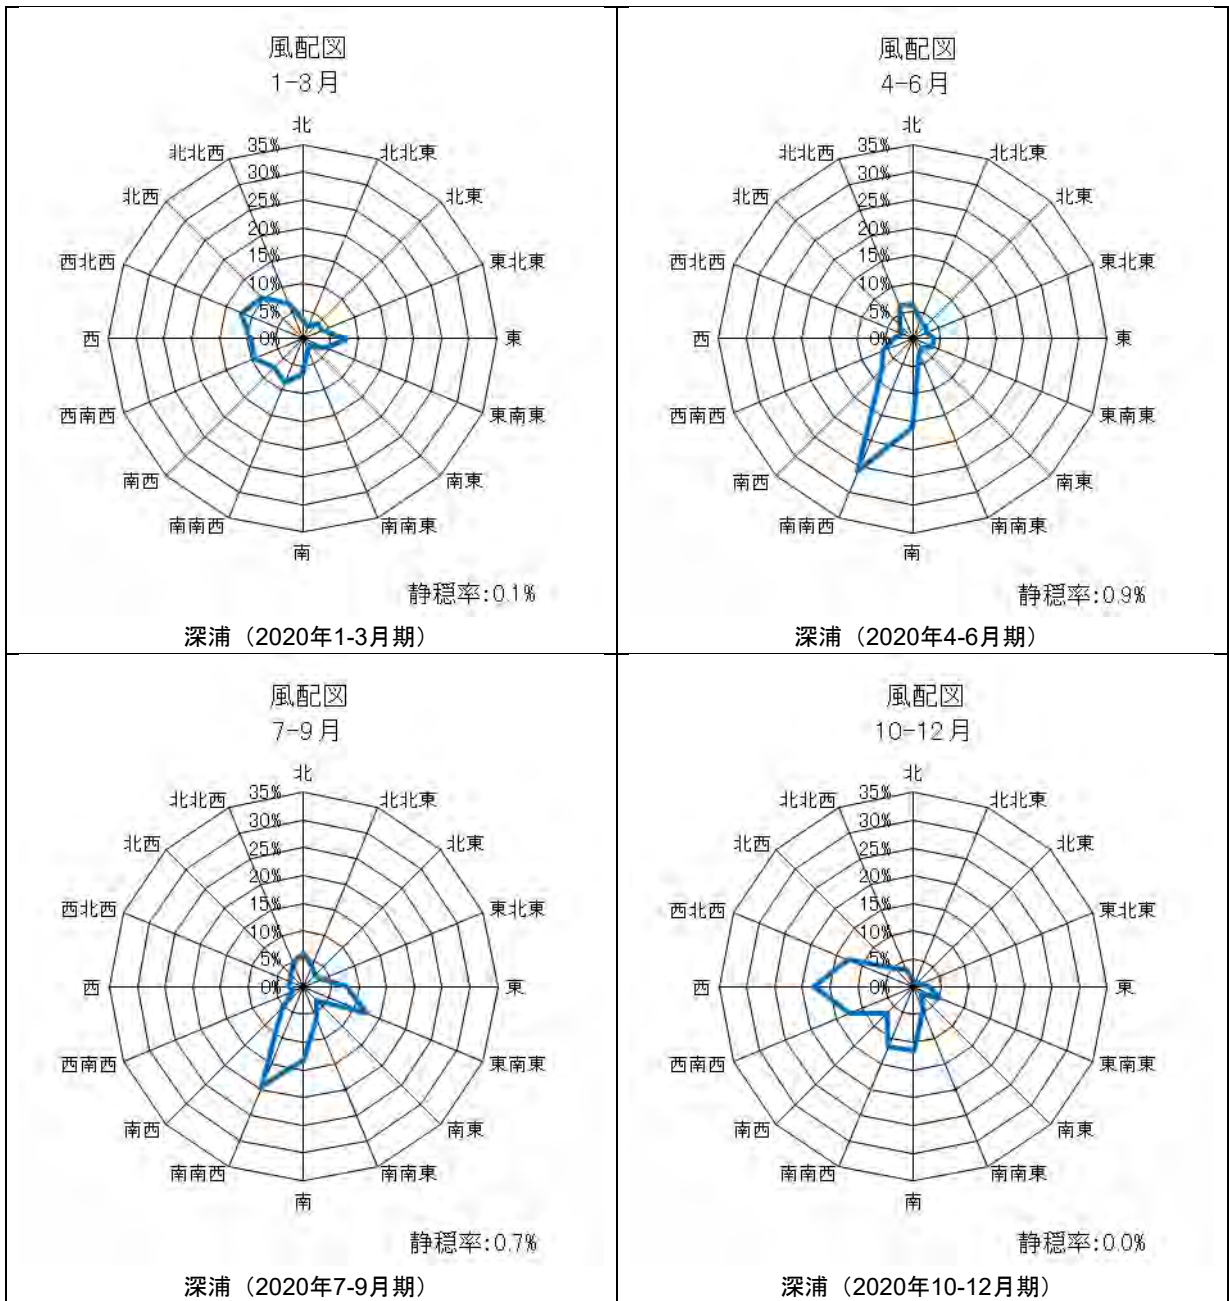 風配図
1-3月
北
北北東
北東
東北東
東
東南東
南東
南南東
南
南南西
南西
西南西
西
西北西
北西
北北西
35%
30%
25%
20%
15%
10%
5%
0%
静穏率:0.1%
深浦（2020年1-3月期）
風配図
4-6月
北
北北東
北東
東北東
東
東南東
南東
南南東
南
南南西
南西
西南西
西
西北西
北西
北北西
35%
30%
25%
20%
15%
10%
5%
0%
静穏率:0.9%
深浦（2020年4-6月期）
風配図
7-9月
北
北北東
北東
東北東
東
東南東
南東
南南東
南
南南西
南西
西南西
西
西北西
北西
北北西
35%
30%
25%
20%
15%
10%
5%
0%
静穏率:0.7%
深浦（2020年7-9月期）
風配図
10-12月
北
北北東
北東
東北東
東
東南東
南東
南南東
南
南南西
南西
西南西
西
西北西
北西
北北西
35%
30%
25%
20%
15%
10%
5%
0%
静穏率:0.0%
深浦（2020年10-12月期）